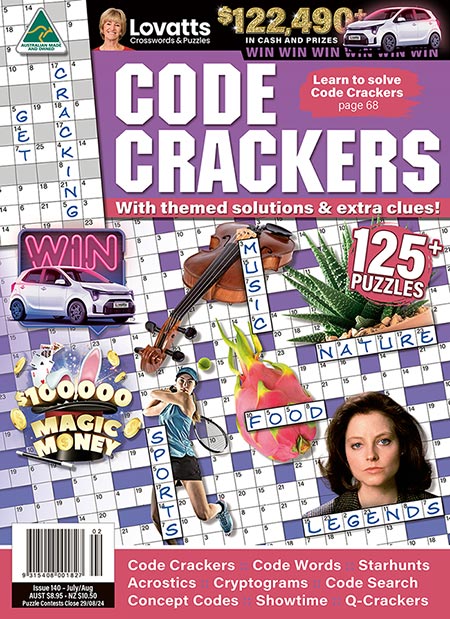 AUSTRALIAN MADE
AND OWNED
Lovatts
Crosswords & Puzzles
$122,490+
IN CASH AND PRIZES
WIN WIN WIN WIN WIN WIN
Learn to solve
Code Crackers
page 68
CODE
CRACKERS
With themed solutions & extra clues!
GET
CRACKING
WIN
125+
PUZZLES
MUSIC
NATURE
$100,000
MAGIC
MONEY
FOOD
SPORTS
LEGENDS
02
9 315408 001827
Issue 140 - July/Aug
AUST $8.95 • NZ $10.50
Puzzle Contests Close 29/08/24
Code Crackers :: Code Words :: Starhunts
Acrostics :: Cryptograms :: Code Search
Concept Codes :: Showtime :: Q-Crackers